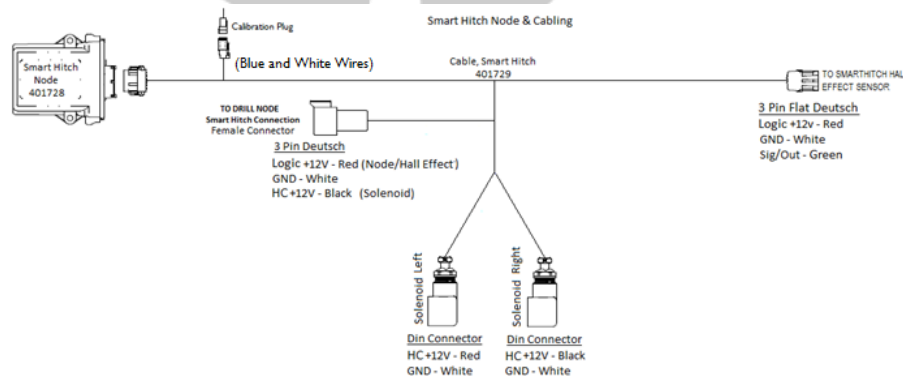 Smart Hitch Node & Cabling
Calibration Plug
(Blue and White Wires)
Smart Hitch
Node
401728
Cable, Smart Hitch
401729
TO SMARTHITCH HAL
EFFECT SENSOR
3 Pin Flat Deutsch
Logic +12v - Red
GND - White
Sig/Out - Green
TO DRILL NODE
Smart Hitch Connection
Female Connector
3 Pin Deutsch
Logic +12V - Red (Node/Hall Effect)
GND - White
HC +12V - Black (Solenoid)
Solenoid Left
Solenoid Right
Din Connector
HC +12V - Red
GND - White
Din Connector
HC +12V - Black
GND - White